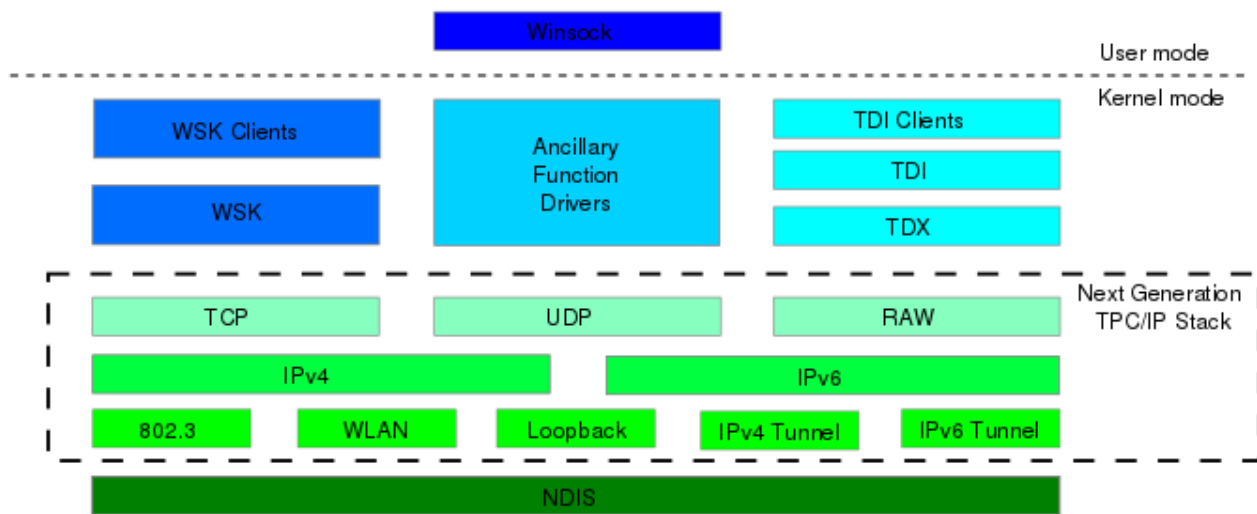 Winsock
User mode
Kernel mode
WSK Clients
Ancillary
Function
Drivers
TDI Clients
TDI
WSK
TDX
Next Generation
TPC/IP Stack
TCP
UDP
RAW
IPv4
IPv6
802.3
WLAN
Loopback
IPv4 Tunnel
IPv6 Tunnel
NDIS